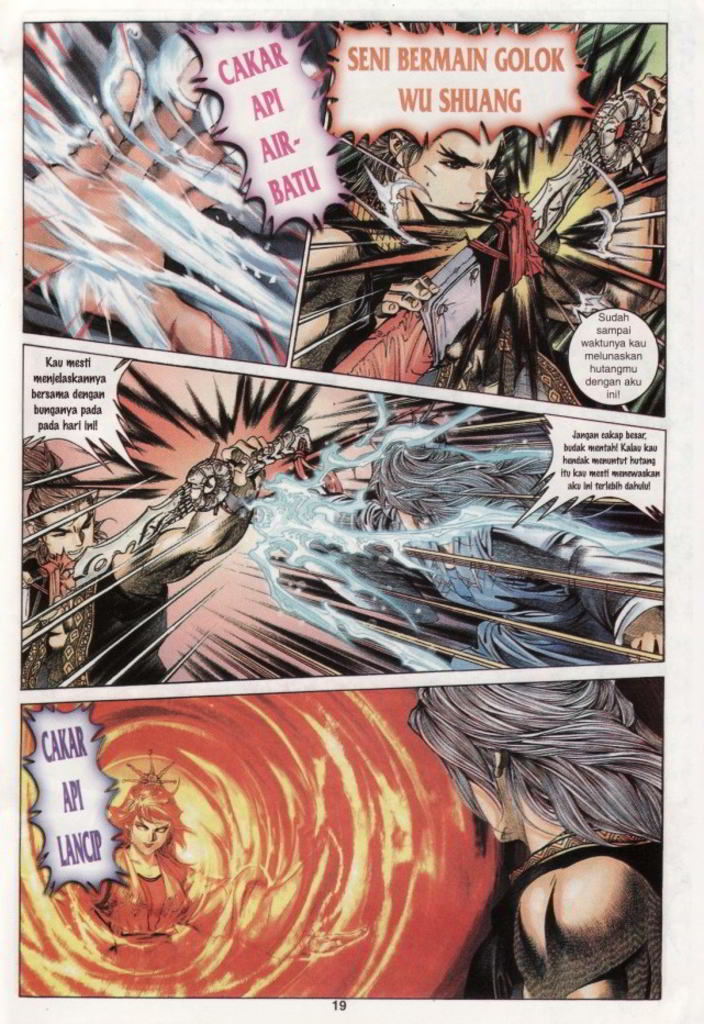 CAKAR
API
AIR-
BATU
SENI BERMAIN GOLOK
WU SHUANG
Sudah
sampai
waktunya kau
melunaskan
hutangmu
dengan aku
ini!
Kau mesti
menjelaskannya
bersama dengan
bunganya pada
pada hari ini!
Jangan cakap besar,
budak mentah! Kalau kau
hendak menuntut hutang
itu kau mesti menewaskan
aku ini terlebih dahulu!
CAKAR
API
LANCIP
19